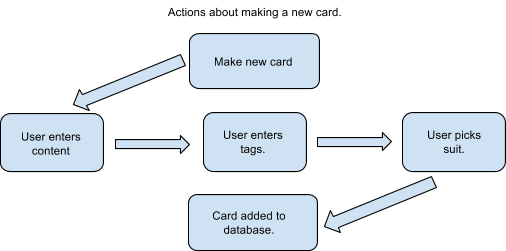 Actions about making a new card.
Make new card
User enters
content
User enters
tags.
User picks
suit.
Card added to
database.